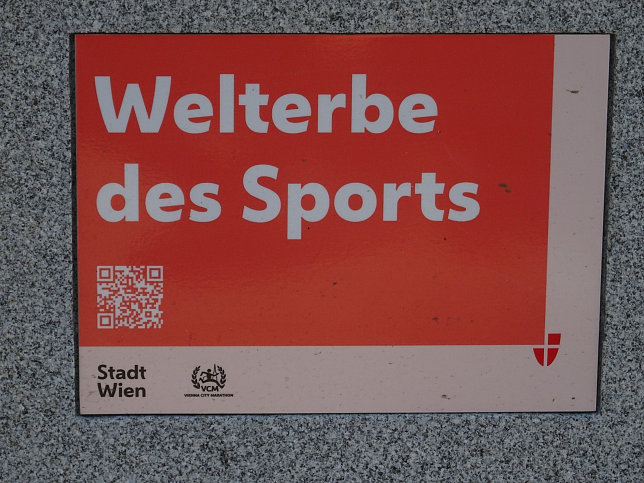 Welterbe
des Sports
Stadt
Wien
VCM
VIENNA CITY MARATHON